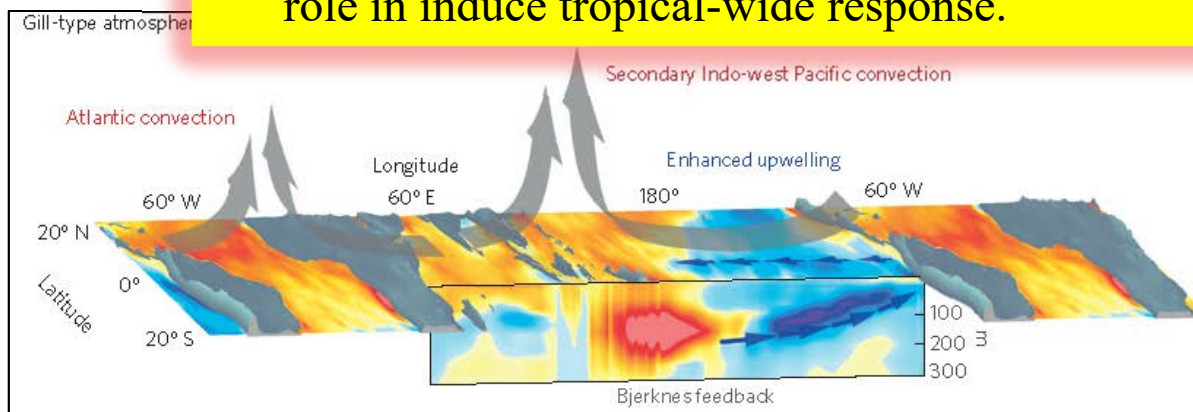 role in induce tropical-wide response.
Gill-type atmospher
Secondary Indo-west Pacific convection
Atlantic convection
Longitude
Enhanced upwelling
60° W
60° E
180°
60° W
20° N
0°
Latitude
20° S
100
200
m
300
Bjerknes feedback